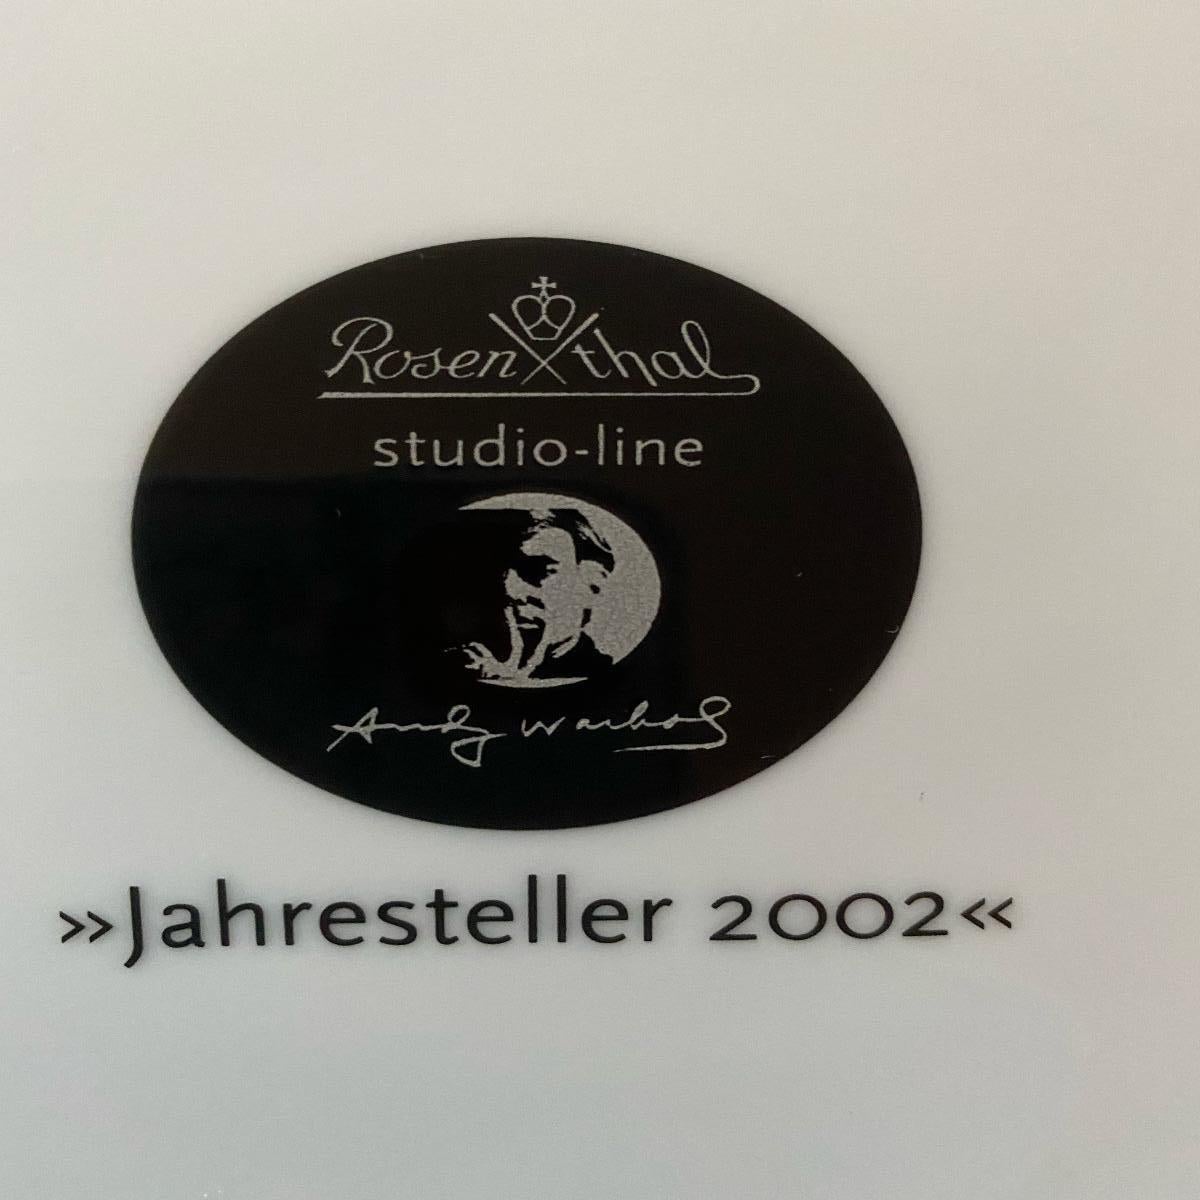 Rosenthal
studio-line
Andy Warhol
»Jahresteller 2002«